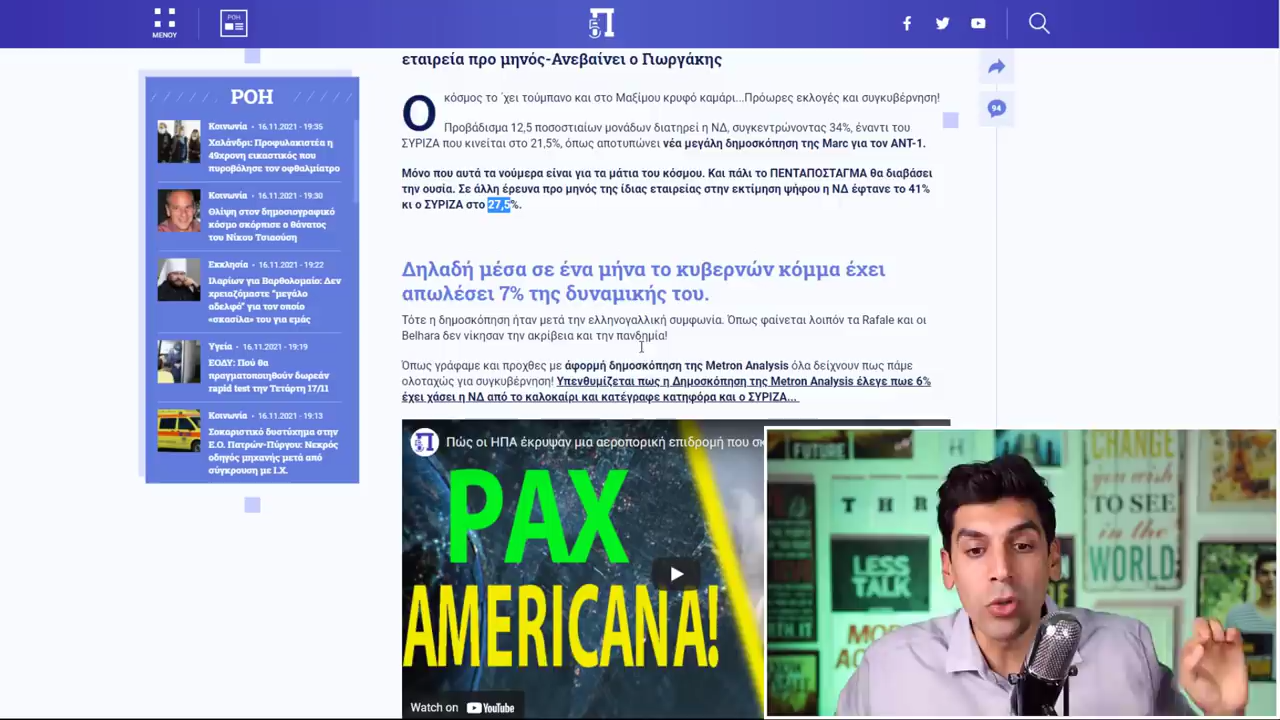 ΜΕΝΟΥ
ΡΟΗ
5Π
εταιρεία προ μηνός-Ανεβαίνει ο Γιωργάκης
ΡΟΗ
Κοινωνία • 16.11.2021 - 19:35
Χαλάνδρι: Προφυλακιστέα η
49χρονη εικαστικός που
πυροβόλησε τον οφθαλμίατρο
Κοινωνία • 16.11.2021 - 19:30
Θλίψη στον δημοσιογραφικό
κόσμο σκόρπισε ο θάνατος
του Νίκου Τσιαούση
Εκκλησία • 16.11.2021 - 19:22
Ιλαρίων για Βαρθολομαίο: Δεν
χρειαζόμαστε “μεγάλο
αδελφό” για τον οποίο
«σκασίλα» του για εμάς
Υγεία • 16.11.2021 - 19:19
ΕΟΔΥ: Πού θα
πραγματοποιηθούν δωρεάν
rapid test την Τετάρτη 17/11
Κοινωνία • 16.11.2021 - 19:13
Σοκαριστικό δυστύχημα στην
Ε.Ο. Πατρών-Πύργου: Νεκρός
οδηγός μηχανής μετά από
σύγκρουση με Ι.Χ.
Ο κόσμος το ΄χει τούμπανο και στο Μαξίμου κρυφό καμάρι...Πρόωρες εκλογές και συγκυβέρνηση!
Προβάδισμα 12,5 ποσοστιαίων μονάδων διατηρεί η ΝΔ, συγκεντρώνοντας 34%, έναντι του
ΣΥΡΙΖΑ που κινείται στο 21,5%, όπως αποτυπώνει νέα μεγάλη δημοσκόπηση της Marc για τον ΑΝΤ-1.
Μόνο που αυτά τα νούμερα είναι για τα μάτια του κόσμου. Και πάλι το ΠΕΝΤΑΠΟΣΤΑΓΜΑ θα διαβάσει
την ουσία. Σε άλλη έρευνα προ μηνός της ίδιας εταιρείας στην εκτίμηση ψήφου η ΝΔ έφτανε το 41%
κι ο ΣΥΡΙΖΑ στο 27,5%.
Δηλαδή μέσα σε ένα μήνα το κυβερνών κόμμα έχει
απωλέσει 7% της δυναμικής του.
Τότε η δημοσκόπηση ήταν μετά την ελληνογαλλική συμφωνία. Όπως φαίνεται λοιπόν τα Rafale και οι
Belhara δεν νίκησαν την ακρίβεια και την πανδημία!
Όπως γράφαμε και προχθες με άφορμή δημοσκόπηση της Metron Analysis όλα δείχνουν πως πάμε
ολοταχώς για συγκυβέρνηση! Υπενθυμίζεται πως η Δημοσκόπηση της Metron Analysis έλεγε πωε 6%
έχει χάσει η ΝΔ από το καλοκαίρι και κατέγραφε κατηφόρα και ο ΣΥΡΙΖΑ...
94
Πώς οι ΗΠΑ έκρυψαν μια αεροπορική επιδρομή που σκ
PAX
AMERICANA!
Watch on YouTube
FUTURE
THR
LESS
TALK
CHANGE
you wish
TO SEE
in the
WORLD